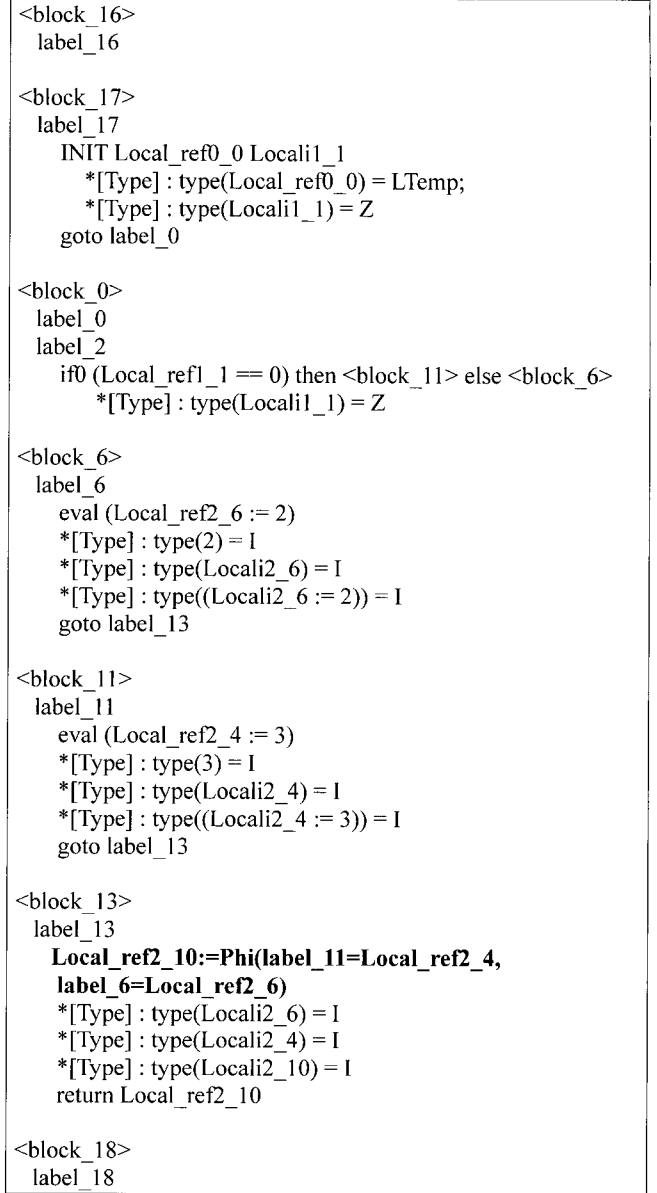 <block_16>
label_16
<block_17>
label_17
INIT Local_ref0_0 Locali1_1
*[Type] : type(Local_ref0_0) = LTemp;
*[Type] : type(Locali1_1) = Z
goto label_0
<block_0>
label_0
label_2
if0 (Local_ref1_1 == 0) then <block_11> else <block_6>
*[Type] : type(Locali1_1) = Z
<block_6>
label_6
eval (Local_ref2_6 := 2)
*[Type] : type(2) = I
*[Type] : type(Locali2_6) = I
*[Type] : type((Locali2_6 := 2)) = I
goto label_13
<block_11>
label_11
eval (Local_ref2_4 := 3)
*[Type] : type(3) = I
*[Type] : type(Locali2_4) = I
*[Type] : type((Locali2_4 := 3)) = I
goto label_13
<block_13>
label_13
Local_ref2_10:=Phi(label_11=Local_ref2_4,
label_6=Local_ref2_6)
*[Type] : type(Locali2_6) = I
*[Type] : type(Locali2_4) = I
*[Type] : type(Locali2_10) = I
return Local_ref2_10
<block_18>
label_18